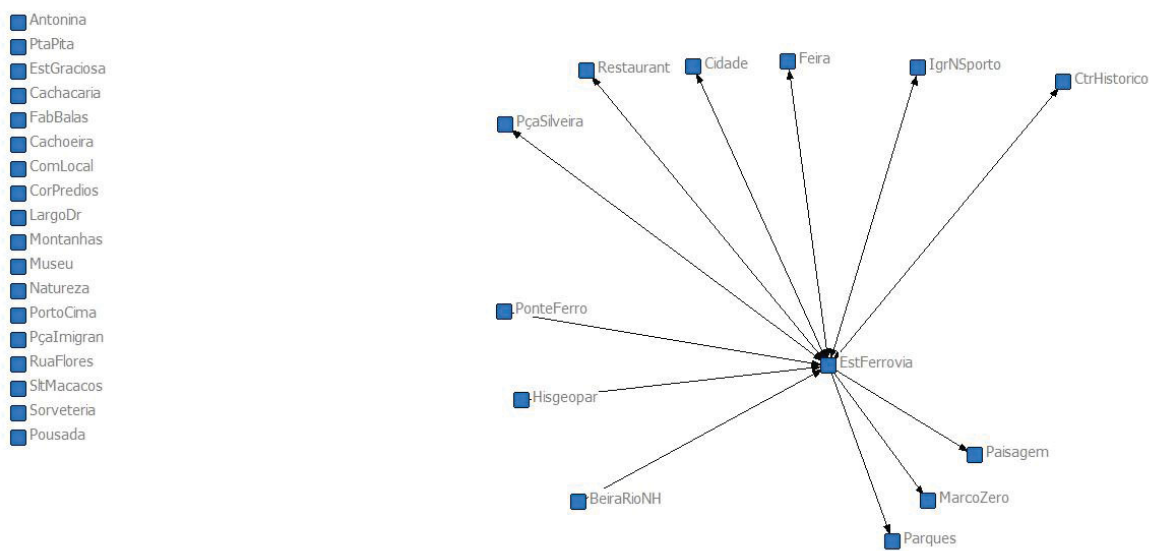 Antonina
PtaPita
EstGraciosa
Cachacaria
FabBalas
Cachoeira
ComLocal
CorPredios
LargoDr
Montanhas
Museu
Natureza
PortoCima
PçaImigran
RuaFlores
SltMacacos
Sorveteria
Pousada
Restaurant
Cidade
Feira
IgrNSporto
CtrHistorico
PçaSilveira
PonteFerro
EstFerrovia
Hisgeopar
Paisagem
BeiraRioNH
MarcoZero
Parques